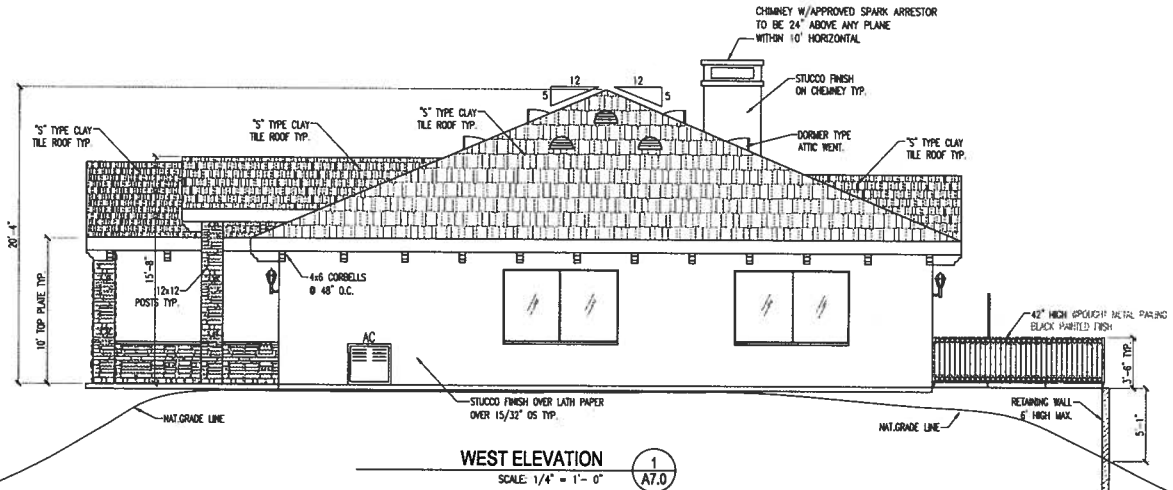 CHIMNEY W/APPROVED SPARK ARRESTOR
TO BE 24" ABOVE ANY PLANE
WITHIN 10' HORIZONTAL
12
12
5
5
STUCCO FINISH
ON CHEMNEY TYP.
"S" TYPE CLAY
TILE ROOF TYP.
"S" TYPE CLAY
TILE ROOF TYP.
"S" TYPE CLAY
TILE ROOF TYP.
DORMER TYPE
ATTIC WENT.
"S" TYPE CLAY
TILE ROOF TYP.
20'-4"
10' TOP PLATE TYP.
15'-8"
12x12
POSTS TYP.
4x6 CORBELLS
@ 48" O.C.
AC
42" HIGH WPOUGHT METAL
BLACK PAINTED
3'-6" TYP.
STUCCO FINISH OVER LATH PAPER
OVER 15/32" OS TYP.
RETAINING WALL
6' HIGH MAX.
5'-1"
NAT.GRADE LINE
NAT.GRADE LINE
WEST ELEVATION
SCALE: 1/4" = 1'- 0"
1
A7.0